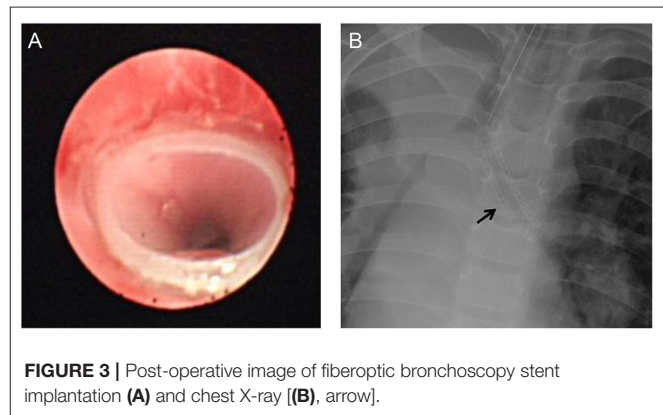 A
B
FIGURE 3 | Post-operative image of fiberoptic bronchoscopy stent
implantation (A) and chest X-ray [(B), arrow].